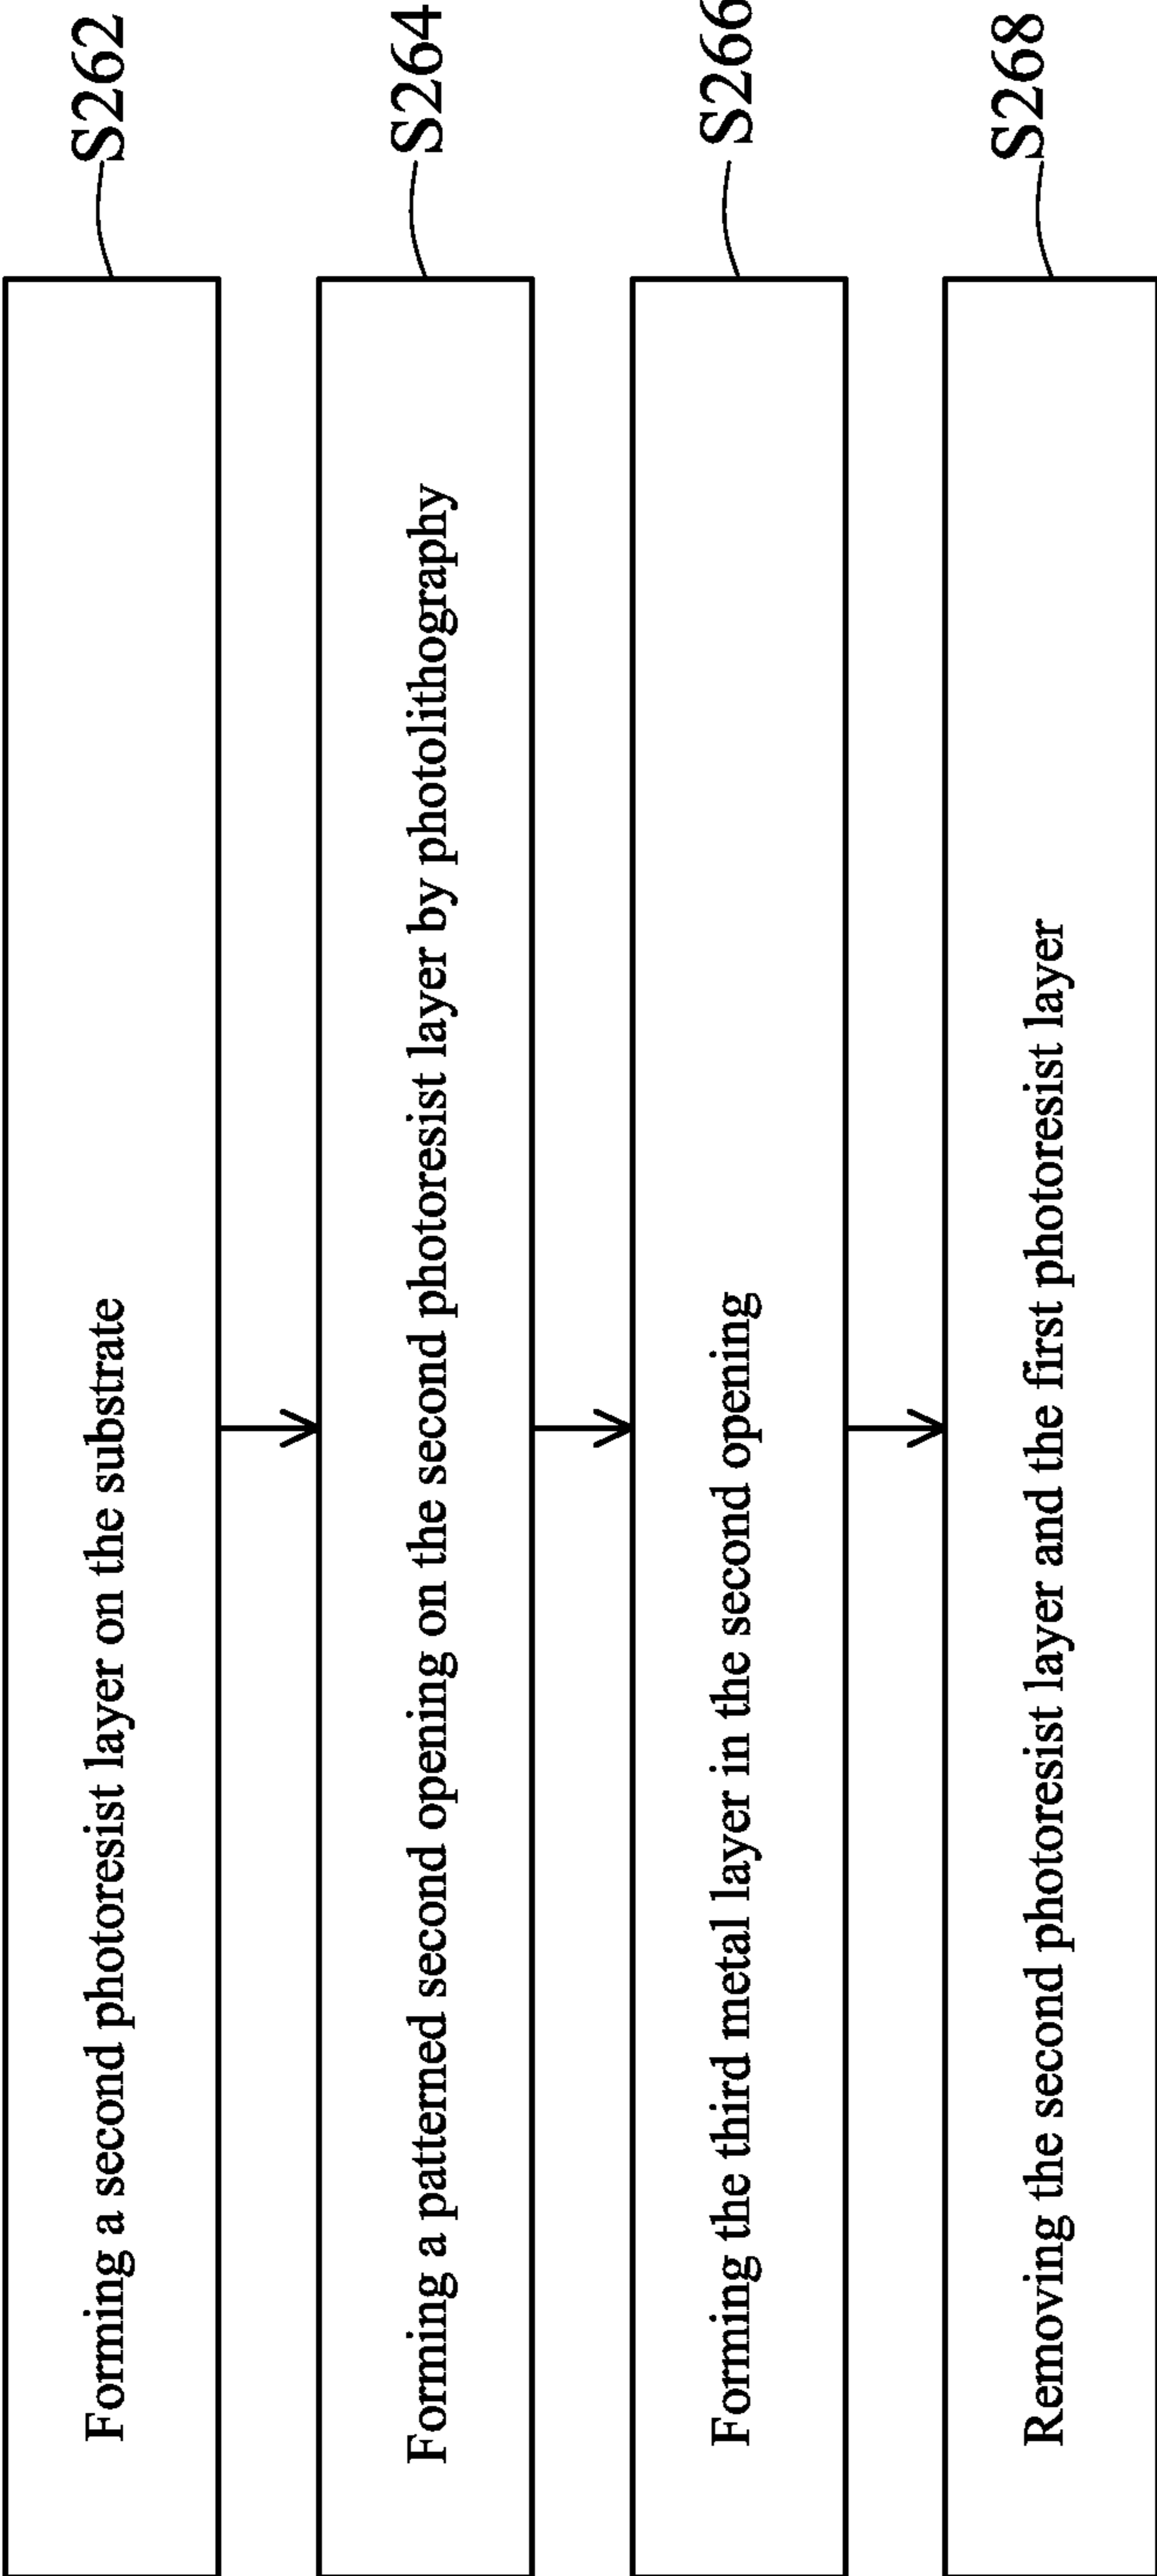 Forming a second photoresist layer on the substrate
S262
Forming a patterned second opening on the second photoresist layer by photolithography
S264
Forming the third metal layer in the second opening
S266
Removing the second photoresist layer and the first photoresist layer
S268